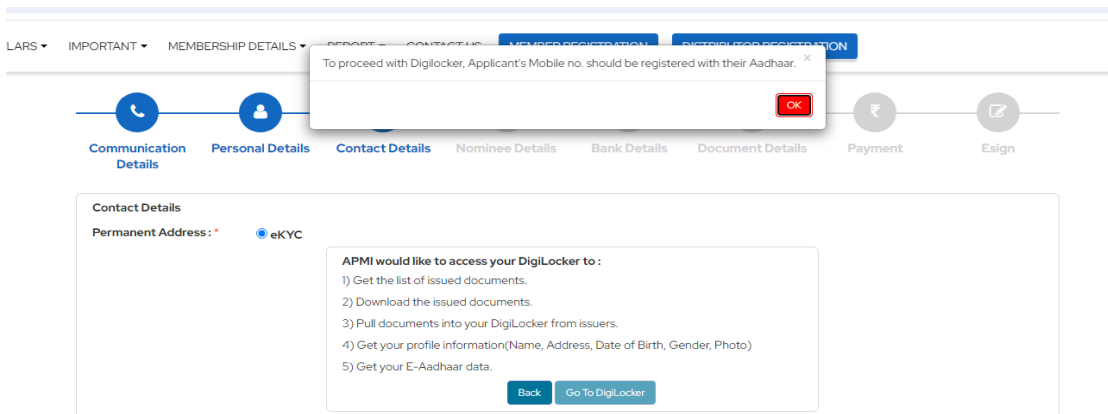 LARS IMPORTANT MEMBERSHIP DETAILS REPORT CONTACT US MEMBER REGISTRATION DISTRIBUTOR REGISTRATION
To proceed with Digilocker, Applicant's Mobile no. should be registered with their Aadhaar. ×
OK
₹
Communication Details
Personal Details
Contact Details
Nominee Details
Bank Details
Document Details
Payment
Esign
Contact Details
Permanent Address : * eKYC
APMI would like to access your DigiLocker to :
1) Get the list of issued documents.
2) Download the issued documents.
3) Pull documents into your DigiLocker from issuers.
4) Get your profile information(Name, Address, Date of Birth, Gender, Photo)
5) Get your E-Aadhaar data.
Back Go To DigiLocker